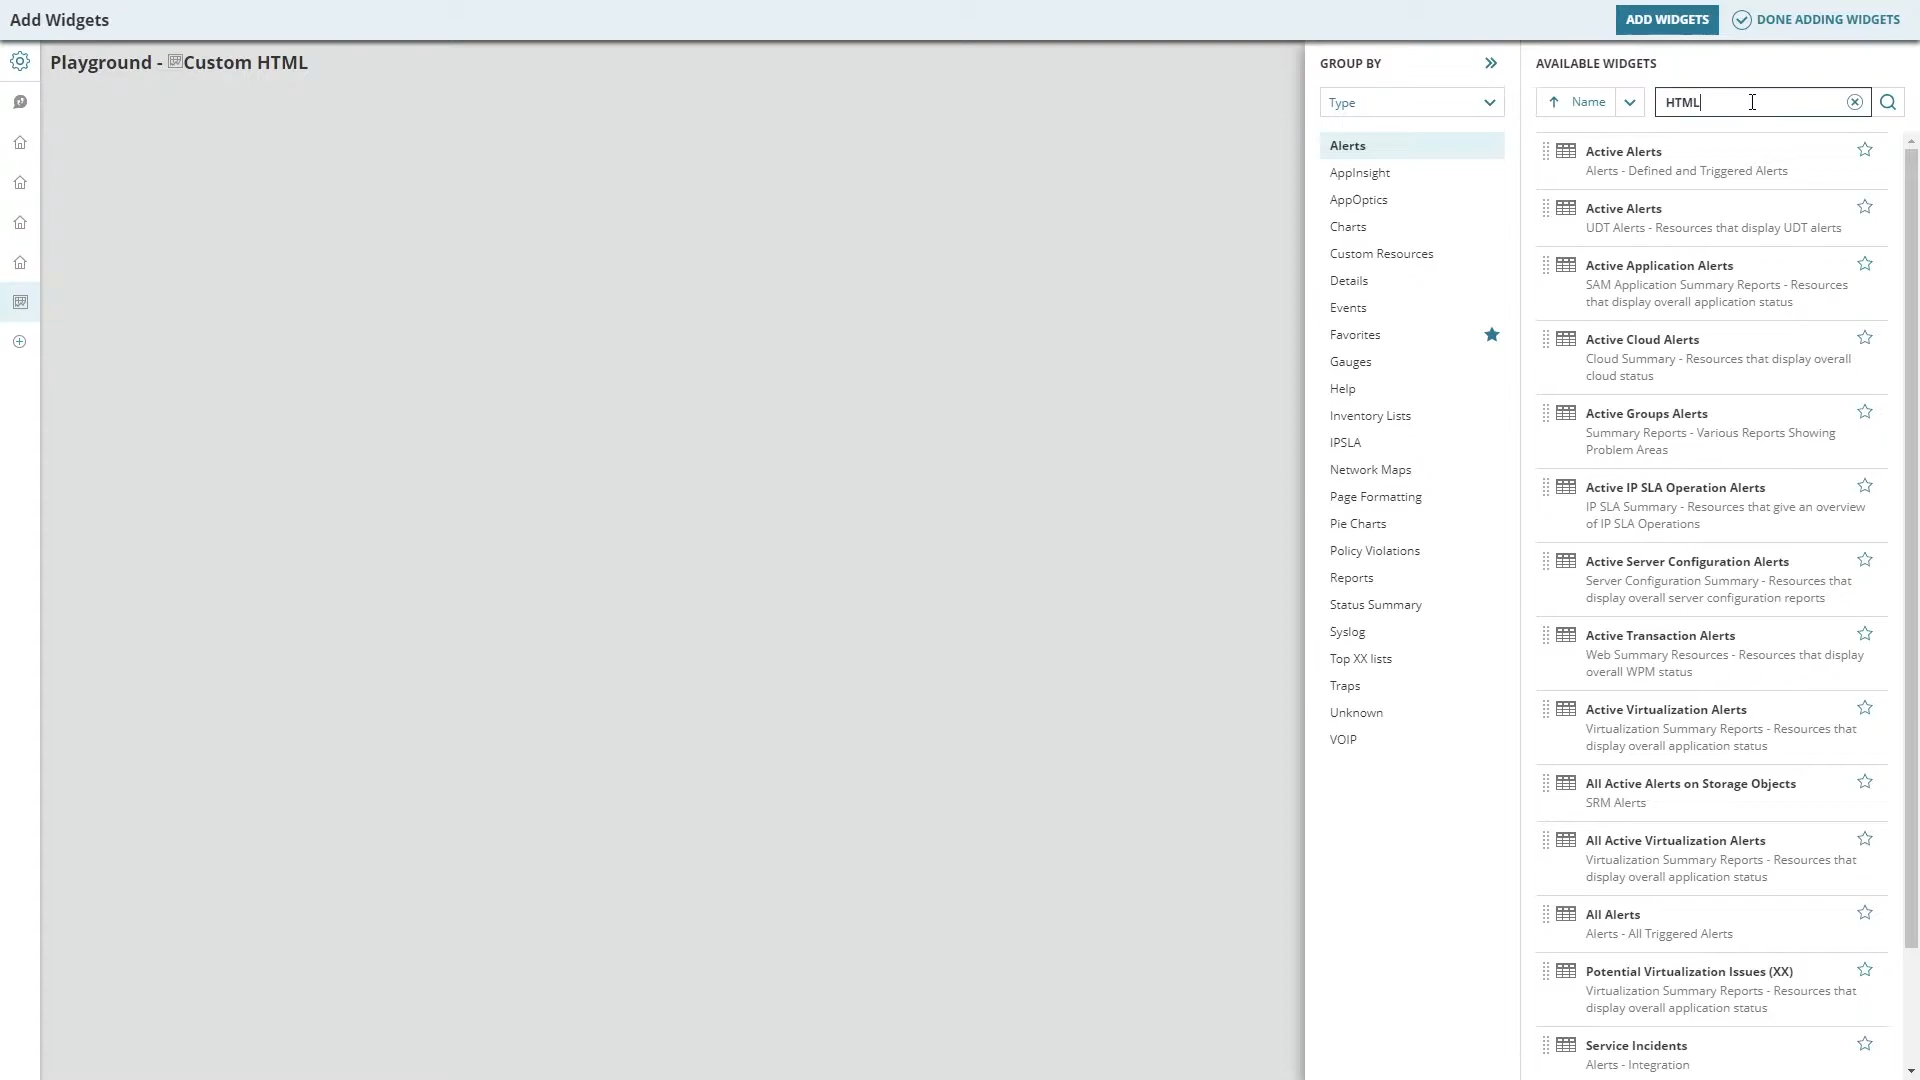 Add Widgets
ADD WIDGETS
DONE ADDING WIDGETS
Playground - Custom HTML
GROUP BY
Type
Alerts
AppInsight
AppOptics
Charts
Custom Resources
Details
Events
Favorites
Gauges
Help
Inventory Lists
IPSLA
Network Maps
Page Formatting
Pie Charts
Policy Violations
Reports
Status Summary
Syslog
Top XX lists
Traps
Unknown
VOIP
AVAILABLE WIDGETS
Name
HTML
Active Alerts
Alerts - Defined and Triggered Alerts
Active Alerts
UDT Alerts - Resources that display UDT alerts
Active Application Alerts
SAM Application Summary Reports - Resources
that display overall application status
Active Cloud Alerts
Cloud Summary - Resources that display overall
cloud status
Active Groups Alerts
Summary Reports - Various Reports Showing
Problem Areas
Active IP SLA Operation Alerts
IP SLA Summary - Resources that give an overview
of IP SLA Operations
Active Server Configuration Alerts
Server Configuration Summary - Resources that
display overall server configuration reports
Active Transaction Alerts
Web Summary Resources - Resources that display
overall WPM status
Active Virtualization Alerts
Virtualization Summary Reports - Resources that
display overall application status
All Active Alerts on Storage Objects
SRM Alerts
All Active Virtualization Alerts
Virtualization Summary Reports - Resources that
display overall application status
All Alerts
Alerts - All Triggered Alerts
Potential Virtualization Issues (XX)
Virtualization Summary Reports - Resources that
display overall application status
Service Incidents
Alerts - Integration